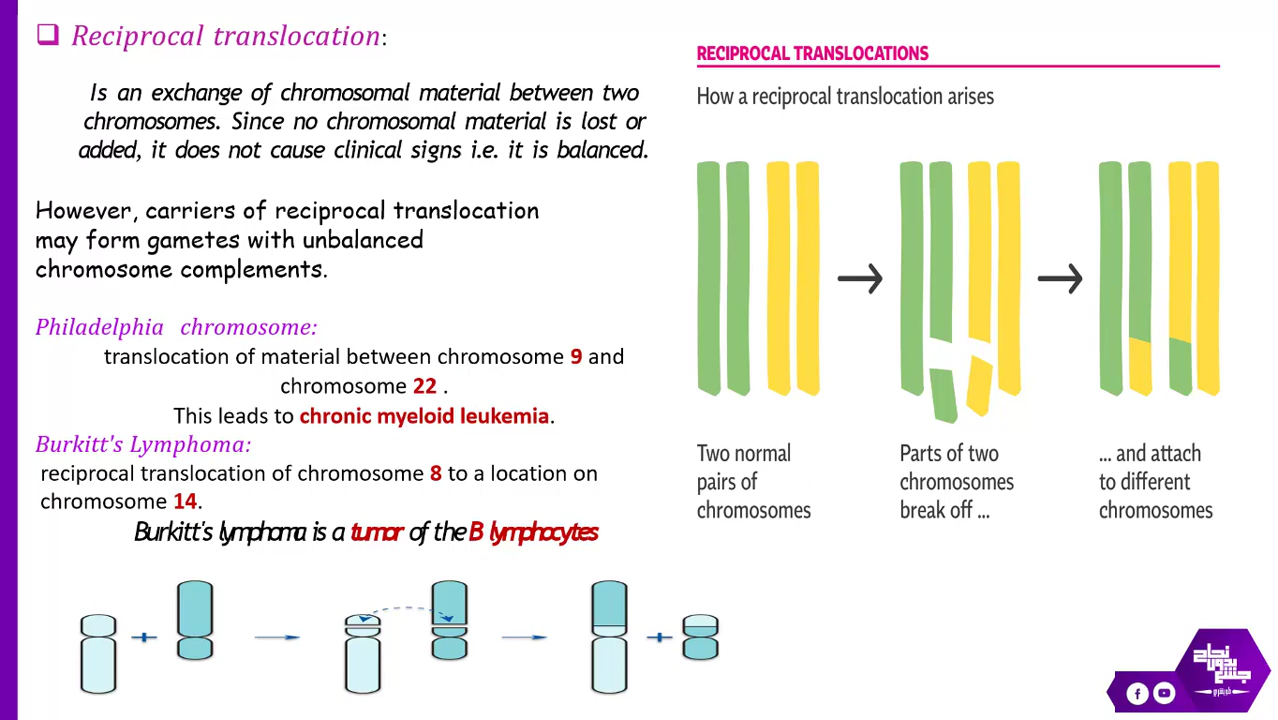 Reciprocal translocation:
Is an exchange of chromosomal material between two
chromosomes. Since no chromosomal material is lost or
added, it does not cause clinical signs i.e. it is balanced.
However, carriers of reciprocal translocation
may form gametes with unbalanced
chromosome complements.
Philadelphia chromosome:
translocation of material between chromosome 9 and
chromosome 22 .
This leads to chronic myeloid leukemia.
Burkitt's Lymphoma:
reciprocal translocation of chromosome 8 to a location on
chromosome 14.
Burkitt's lymphoma is a tumor of the B lymphocytes
RECIPROCAL TRANSLOCATIONS
How a reciprocal translocation arises
Two normal
pairs of
chromosomes
Parts of two
chromosomes
break off ...
... and attach
to different
chromosomes
نجاح
بدون
جشع